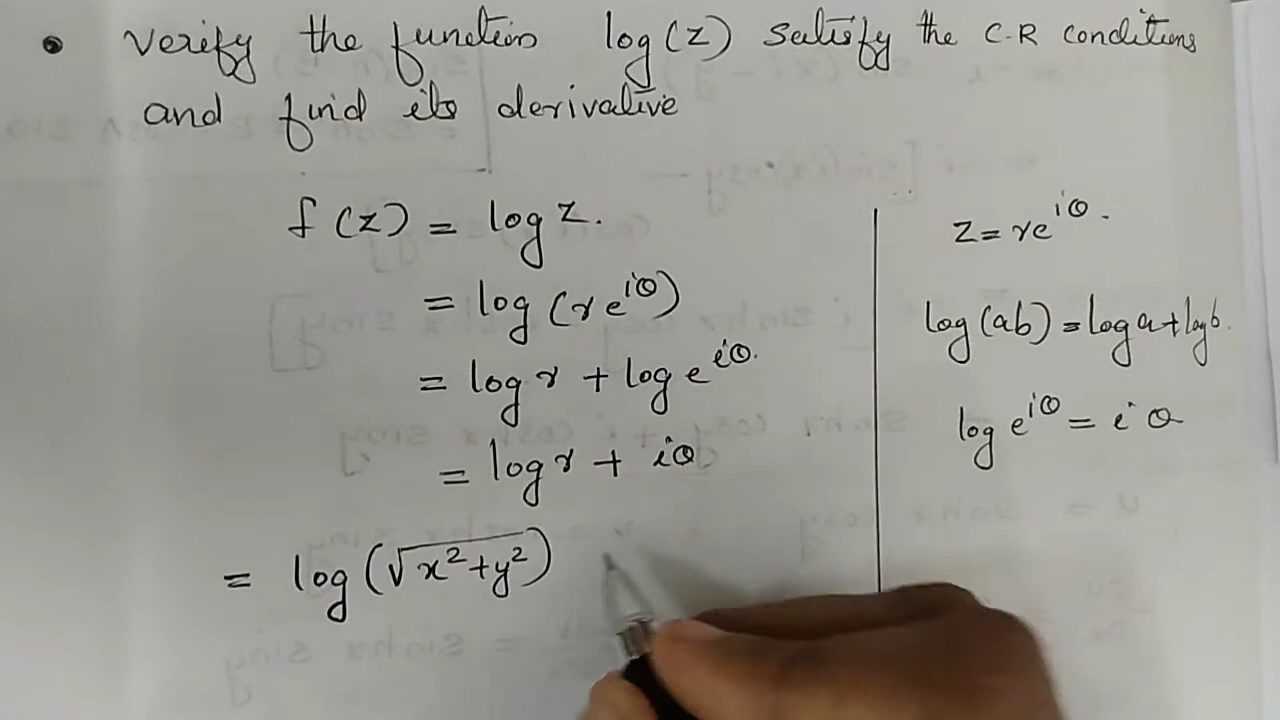 • Verify the function log(z) satisfy the C-R conditions
and find its derivative
f(z) = log z.
= log(re^{iθ})
= log r + log e^{iθ}.
= log r + iθ
= log(√x²+y²)
z = re^{iθ}.
log(ab) = log a + log b.
log e^{iθ} = iθ